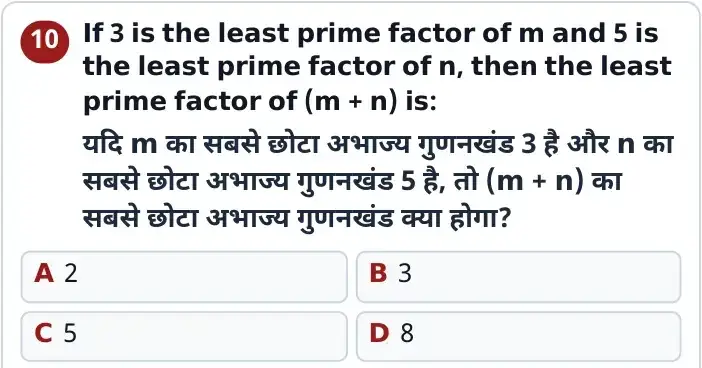 10 If 3 is the least prime factor of m and 5 is
the least prime factor of n, then the least
prime factor of (m + n) is:
यदि m का सबसे छोटा अभाज्य गुणनखंड 3 है और n का
सबसे छोटा अभाज्य गुणनखंड 5 है, तो (m + n) का
सबसे छोटा अभाज्य गुणनखंड क्या होगा?
A 2 B 3
C 5 D 8